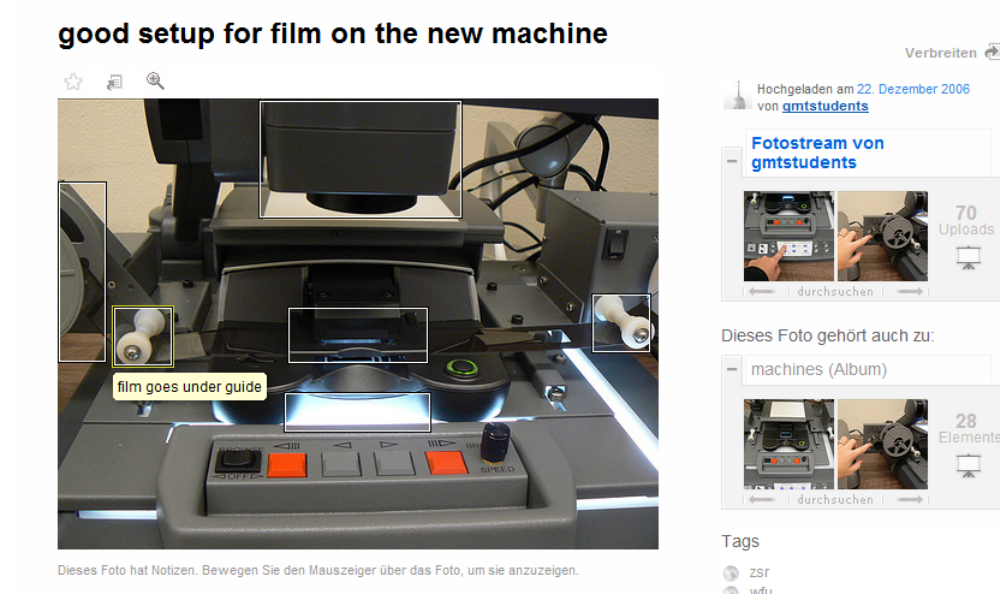 good setup for film on the new machine
Verbreiten
Hochgeladen am 22. Dezember 2006
von gmtstudents
Fotostream von
gmtstudents
70
Uploads
durchsuchen
film goes under guide
OFF
SPEED
Dieses Foto gehört auch zu:
machines (Album)
28
Elemente
durchsuchen
Dieses Foto hat Notizen. Bewegen Sie den Mauszeiger über das Foto, um sie anzuzeigen.
Tags
zsr
wfu